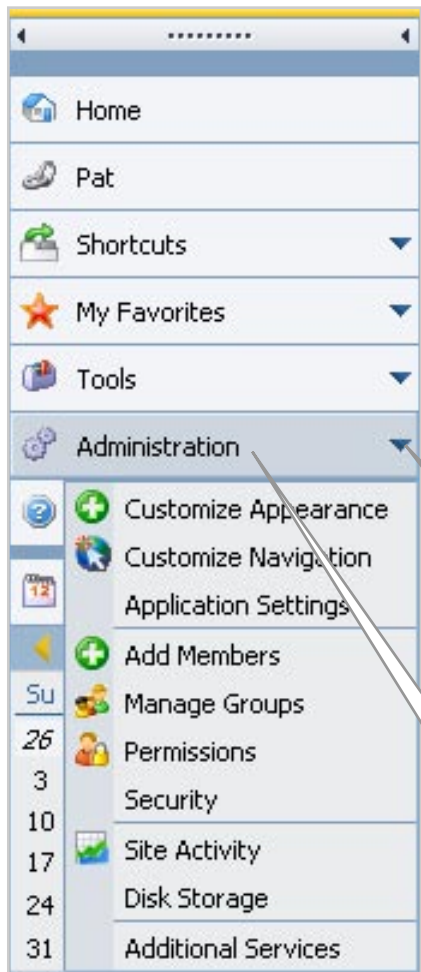 Home
Pat
Shortcuts
My Favorites
Tools
Administration
Customize Appearance
Customize Navigation
Application Settings
Add Members
Manage Groups
Permissions
Security
Site Activity
Disk Storage
Additional Services
12
Su
26
3
10
17
24
31